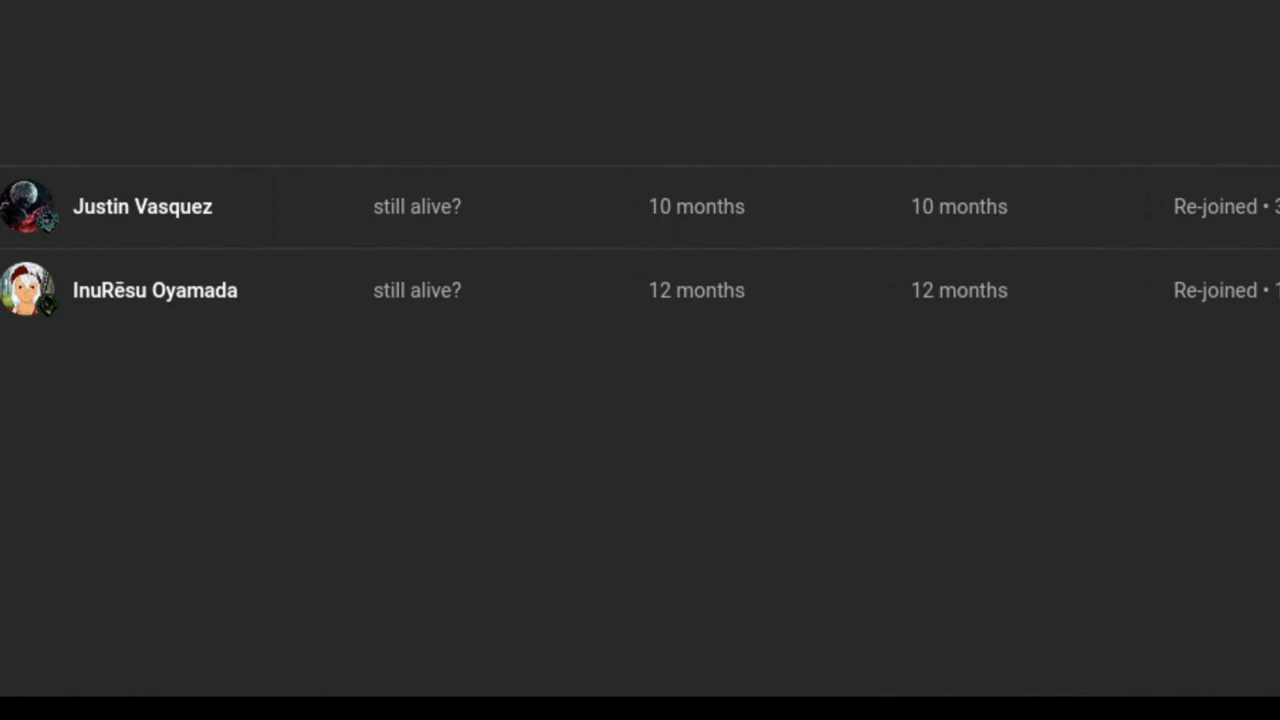 Justin Vasquez still alive? 10 months 10 months Re-joined •
InuRēsu Oyamada still alive? 12 months 12 months Re-joined •